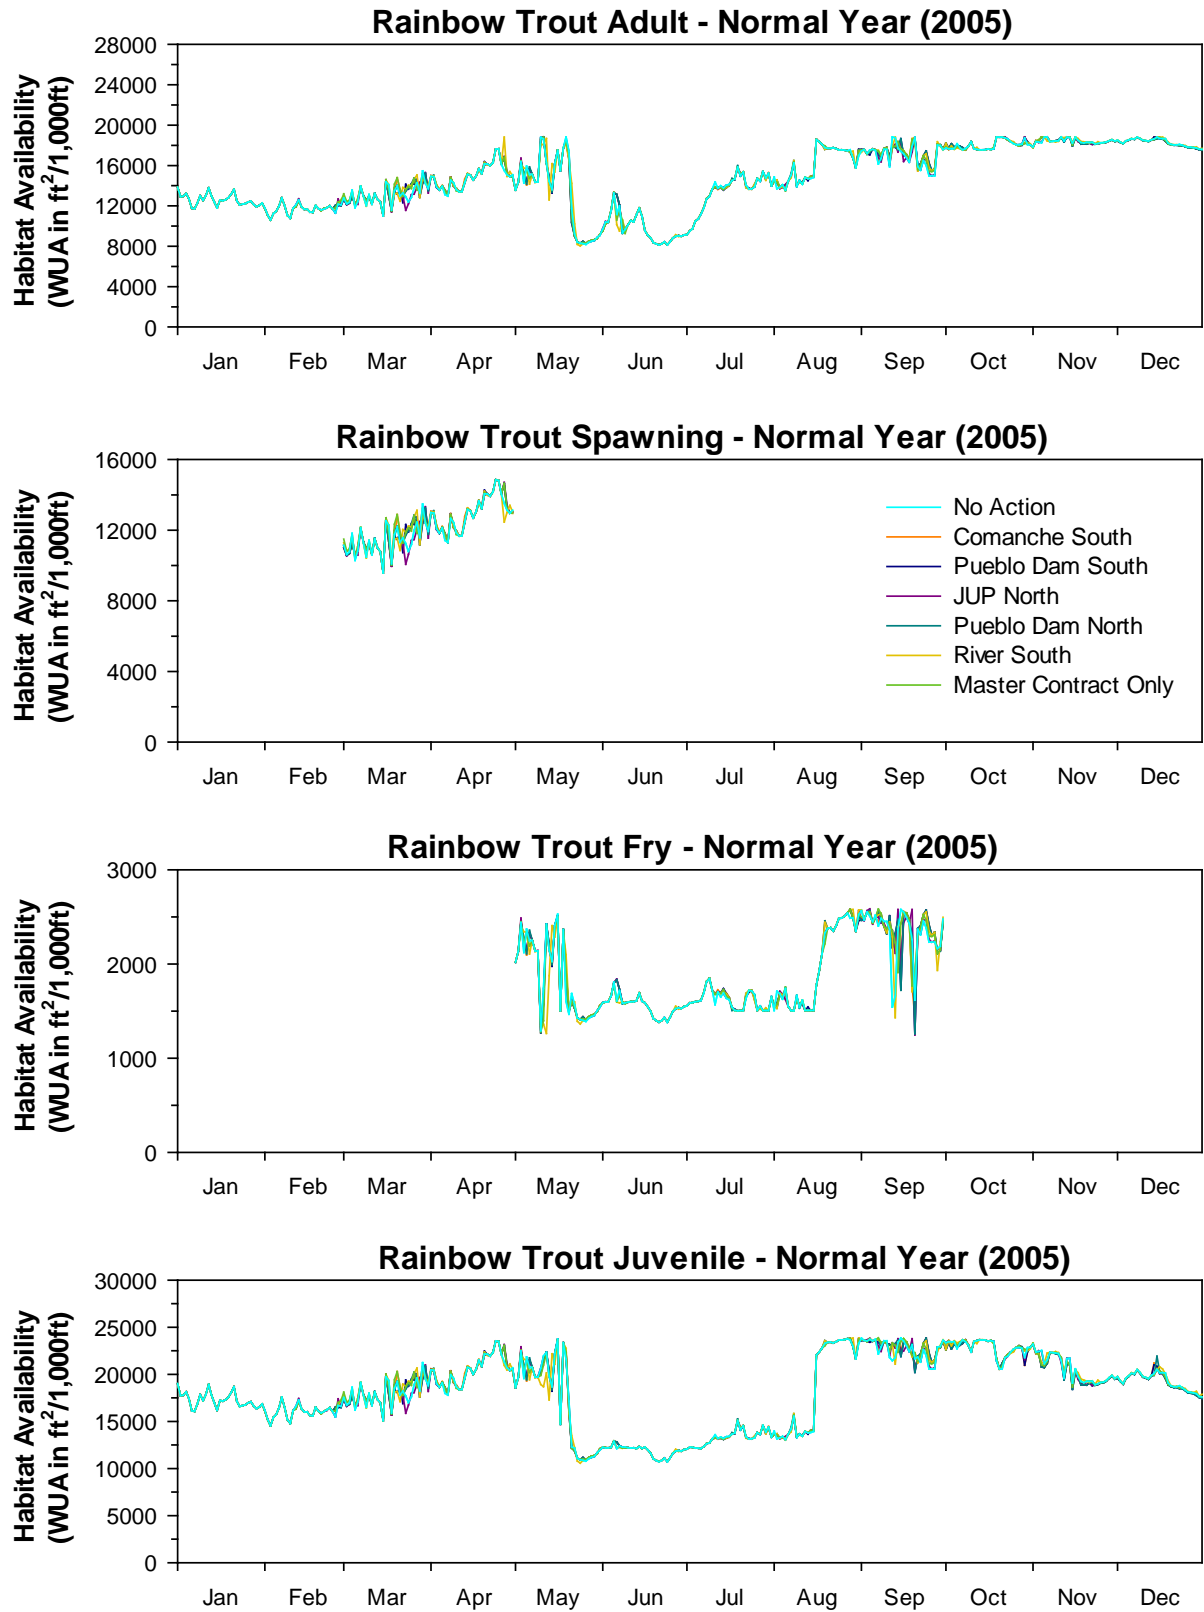 Rainbow Trout Adult - Normal Year (2005)
Habitat Availability
(WUA in ft²/1,000ft)
28000
24000
20000
16000
12000
8000
4000
0
Jan Feb Mar Apr May Jun Jul Aug Sep Oct Nov Dec
Rainbow Trout Spawning - Normal Year (2005)
Habitat Availability
(WUA in ft²/1,000ft)
16000
12000
8000
4000
0
No Action
Comanche South
Pueblo Dam South
JUP North
Pueblo Dam North
River South
Master Contract Only
Jan Feb Mar Apr May Jun Jul Aug Sep Oct Nov Dec
Rainbow Trout Fry - Normal Year (2005)
Habitat Availability
(WUA in ft²/1,000ft)
3000
2000
1000
0
Jan Feb Mar Apr May Jun Jul Aug Sep Oct Nov Dec
Rainbow Trout Juvenile - Normal Year (2005)
Habitat Availability
(WUA in ft²/1,000ft)
30000
25000
20000
15000
10000
5000
0
Jan Feb Mar Apr May Jun Jul Aug Sep Oct Nov Dec